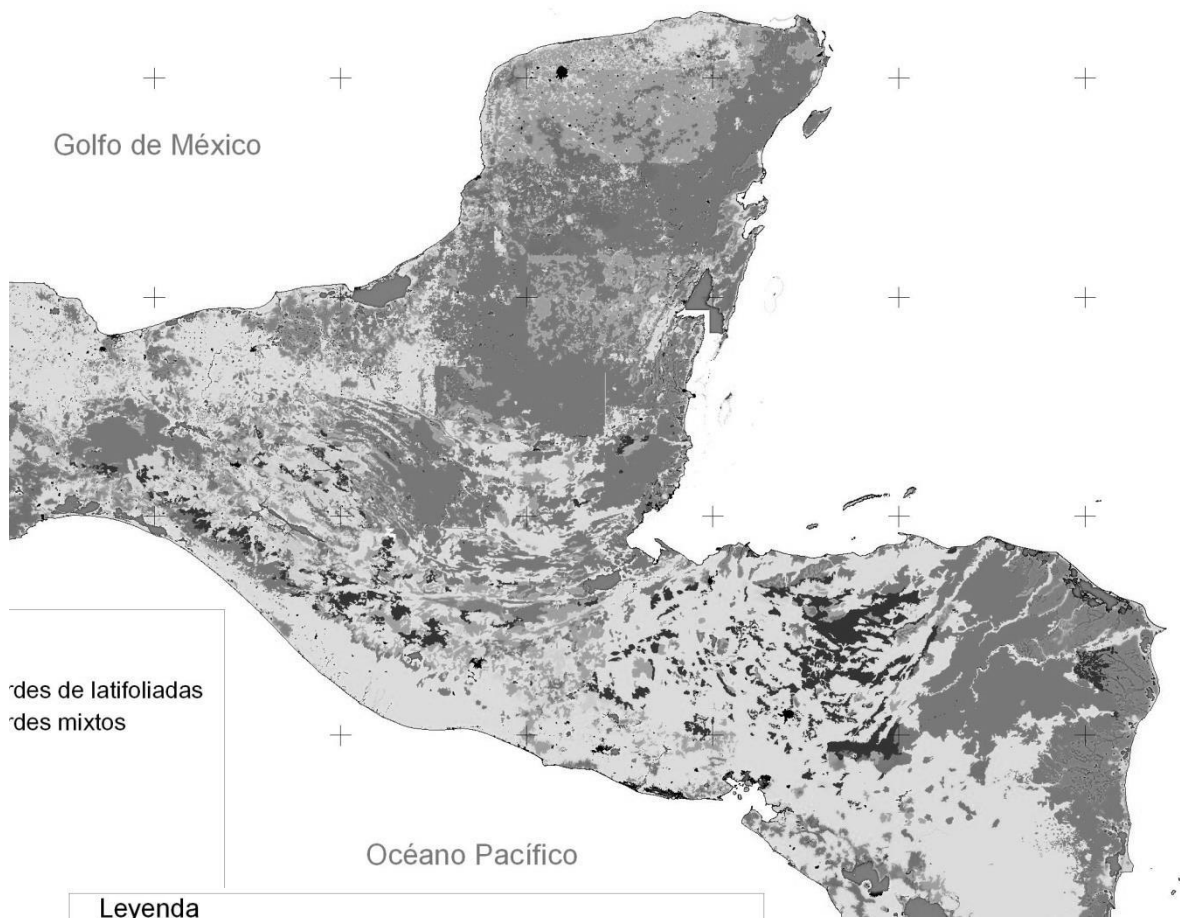 Golfo de México
rdes de latifoliadas
rdes mixtos
Océano Pacífico
Leyenda